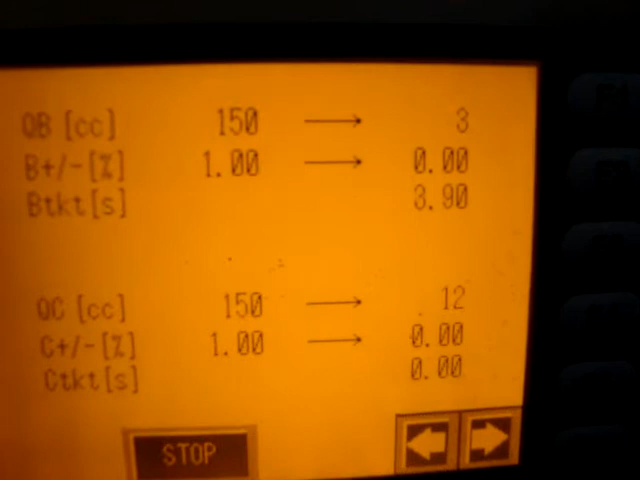 QB [cc] 150 → 3
B+/-[%] 1.00 → 0.00
Btkt[s] 3.90
QC [cc] 150 → 12
C+/-[%] 1.00 → 0.00
Ctkt[s] 0.00
STOP